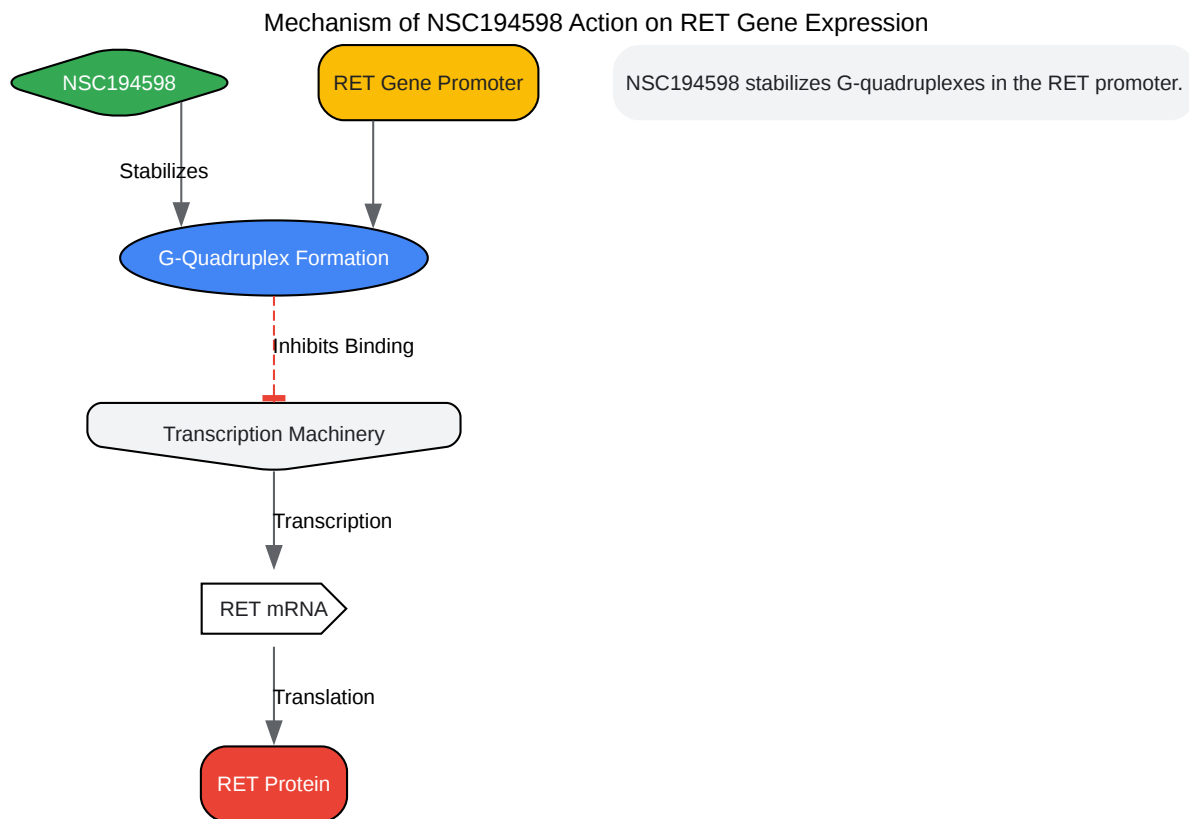 Mechanism of NSC194598 Action on RET Gene Expression
NSC194598
RET Gene Promoter
NSC194598 stabilizes G-quadruplexes in the RET promoter.
Stabilizes
G-Quadruplex Formation
Inhibits Binding
Transcription Machinery
Transcription
RET mRNA
Translation
RET Protein